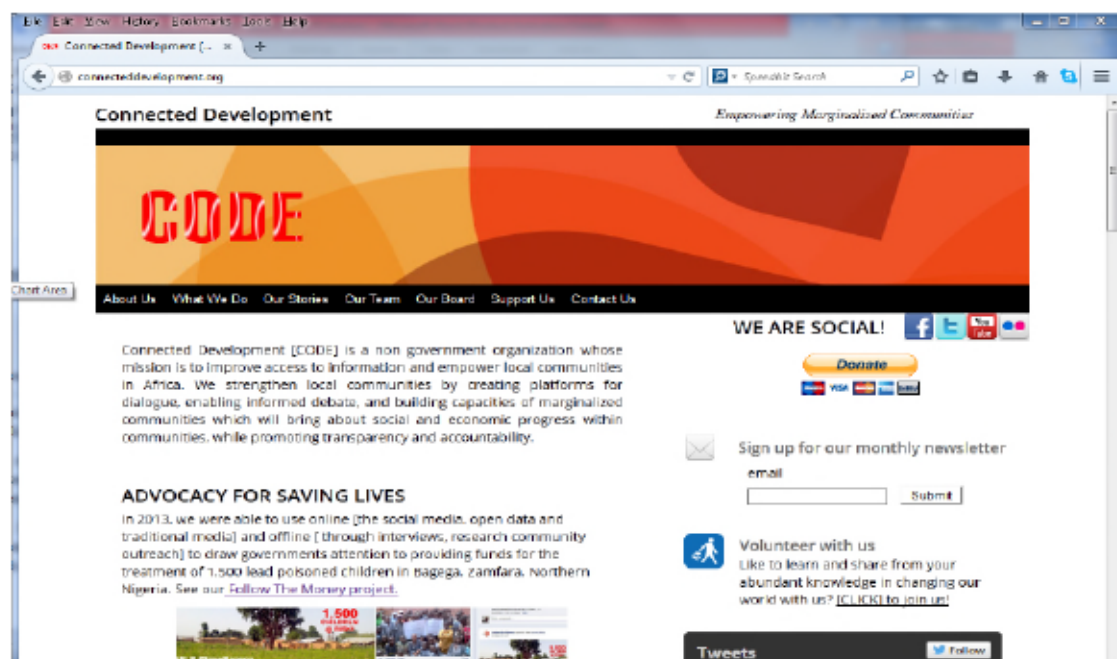 File Edit View History Bookmarks Tools Help
Connected Development [...
connecteddevelopment.org
Speedbit Search
Connected Development
Empowering Marginalized Communities
CODE
Chart Area
About Us What We Do Our Stories Our Team Our Board Support Us Contact Us
WE ARE SOCIAL!
You Tube
Donate
VISA
Connected Development [CODE] is a non government organization whose
mission is to improve access to information and empower local communities
in Africa. We strengthen local communities by creating platforms for
dialogue, enabling informed debate, and building capacities of marginalized
communities which will bring about social and economic progress within
communities, while promoting transparency and accountability.
Sign up for our monthly newsletter
email
Submit
ADVOCACY FOR SAVING LIVES
In 2013, we were able to use online [the social media, open data and
traditional media] and offline [ through interviews, research community
outreach] to draw governments attention to providing funds for the
treatment of 1,500 lead poisoned children in Bagega, Zamfara, Northern
Nigeria. See our Follow The Money project.
1,500
Volunteer with us
Like to learn and share from your
abundant knowledge in changing our
world with us? [CLICK] to join us!
Tweets
Follow